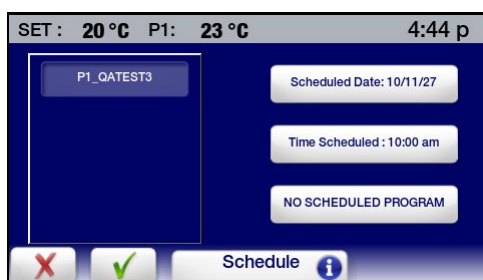 SET : 20 °C P1: 23 °C 4:44 p
P1_QATEST3
Scheduled Date: 10/11/27
Time Scheduled : 10:00 am
NO SCHEDULED PROGRAM
Schedule i